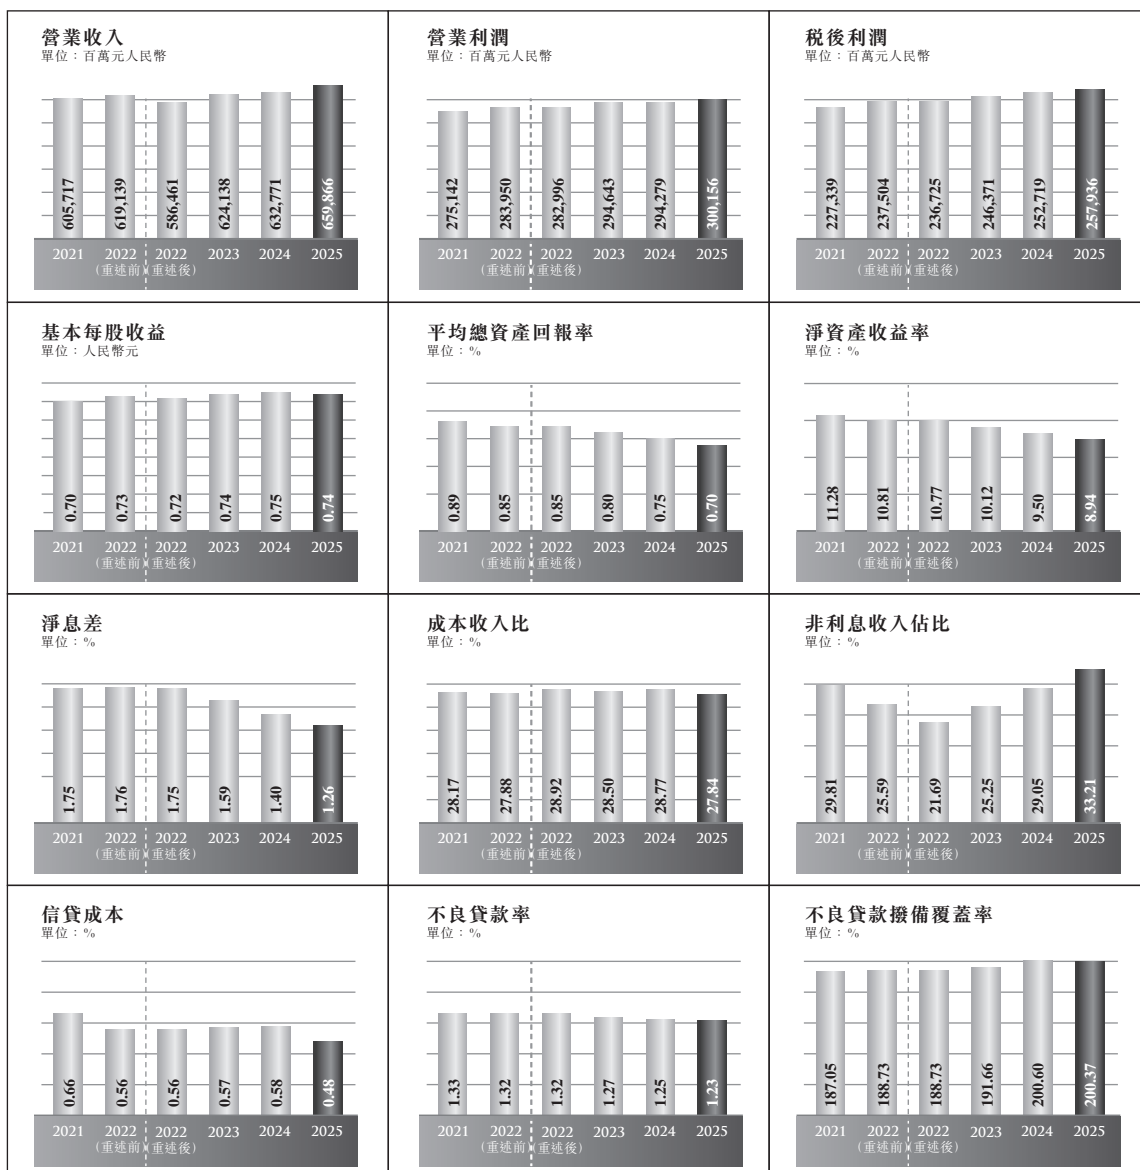 營業收入
單位：百萬元人民幣
605,717
619,139
586,461
624,138
632,771
659,866
2021 2022 2022 2023 2024 2025
(重述前)(重述後)
營業利潤
單位：百萬元人民幣
275,142
283,950
282,996
294,643
294,279
300,156
2021 2022 2022 2023 2024 2025
(重述前)(重述後)
稅後利潤
單位：百萬元人民幣
227,339
237,504
236,725
246,371
252,719
257,936
2021 2022 2022 2023 2024 2025
(重述前)(重述後)
基本每股收益
單位：人民幣元
0.70
0.73
0.72
0.74
0.75
0.74
2021 2022 2022 2023 2024 2025
(重述前)(重述後)
平均總資產回報率
單位：%
0.89
0.85
0.85
0.80
0.75
0.70
2021 2022 2022 2023 2024 2025
(重述前)(重述後)
淨資產收益率
單位：%
11.28
10.81
10.77
10.12
9.50
8.94
2021 2022 2022 2023 2024 2025
(重述前)(重述後)
淨息差
單位：%
1.75
1.76
1.75
1.59
1.40
1.26
2021 2022 2022 2023 2024 2025
(重述前)(重述後)
成本收入比
單位：%
28.17
27.88
28.92
28.50
28.77
27.84
2021 2022 2022 2023 2024 2025
(重述前)(重述後)
非利息收入佔比
單位：%
29.81
25.59
21.69
25.25
29.05
33.21
2021 2022 2022 2023 2024 2025
(重述前)(重述後)
信貸成本
單位：%
0.66
0.56
0.56
0.57
0.58
0.48
2021 2022 2022 2023 2024 2025
(重述前)(重述後)
不良貸款率
單位：%
1.33
1.32
1.32
1.27
1.25
1.23
2021 2022 2022 2023 2024 2025
(重述前)(重述後)
不良貸款撥備覆蓋率
單位：%
187.05
188.73
188.73
191.66
200.60
200.37
2021 2022 2022 2023 2024 2025
(重述前)(重述後)